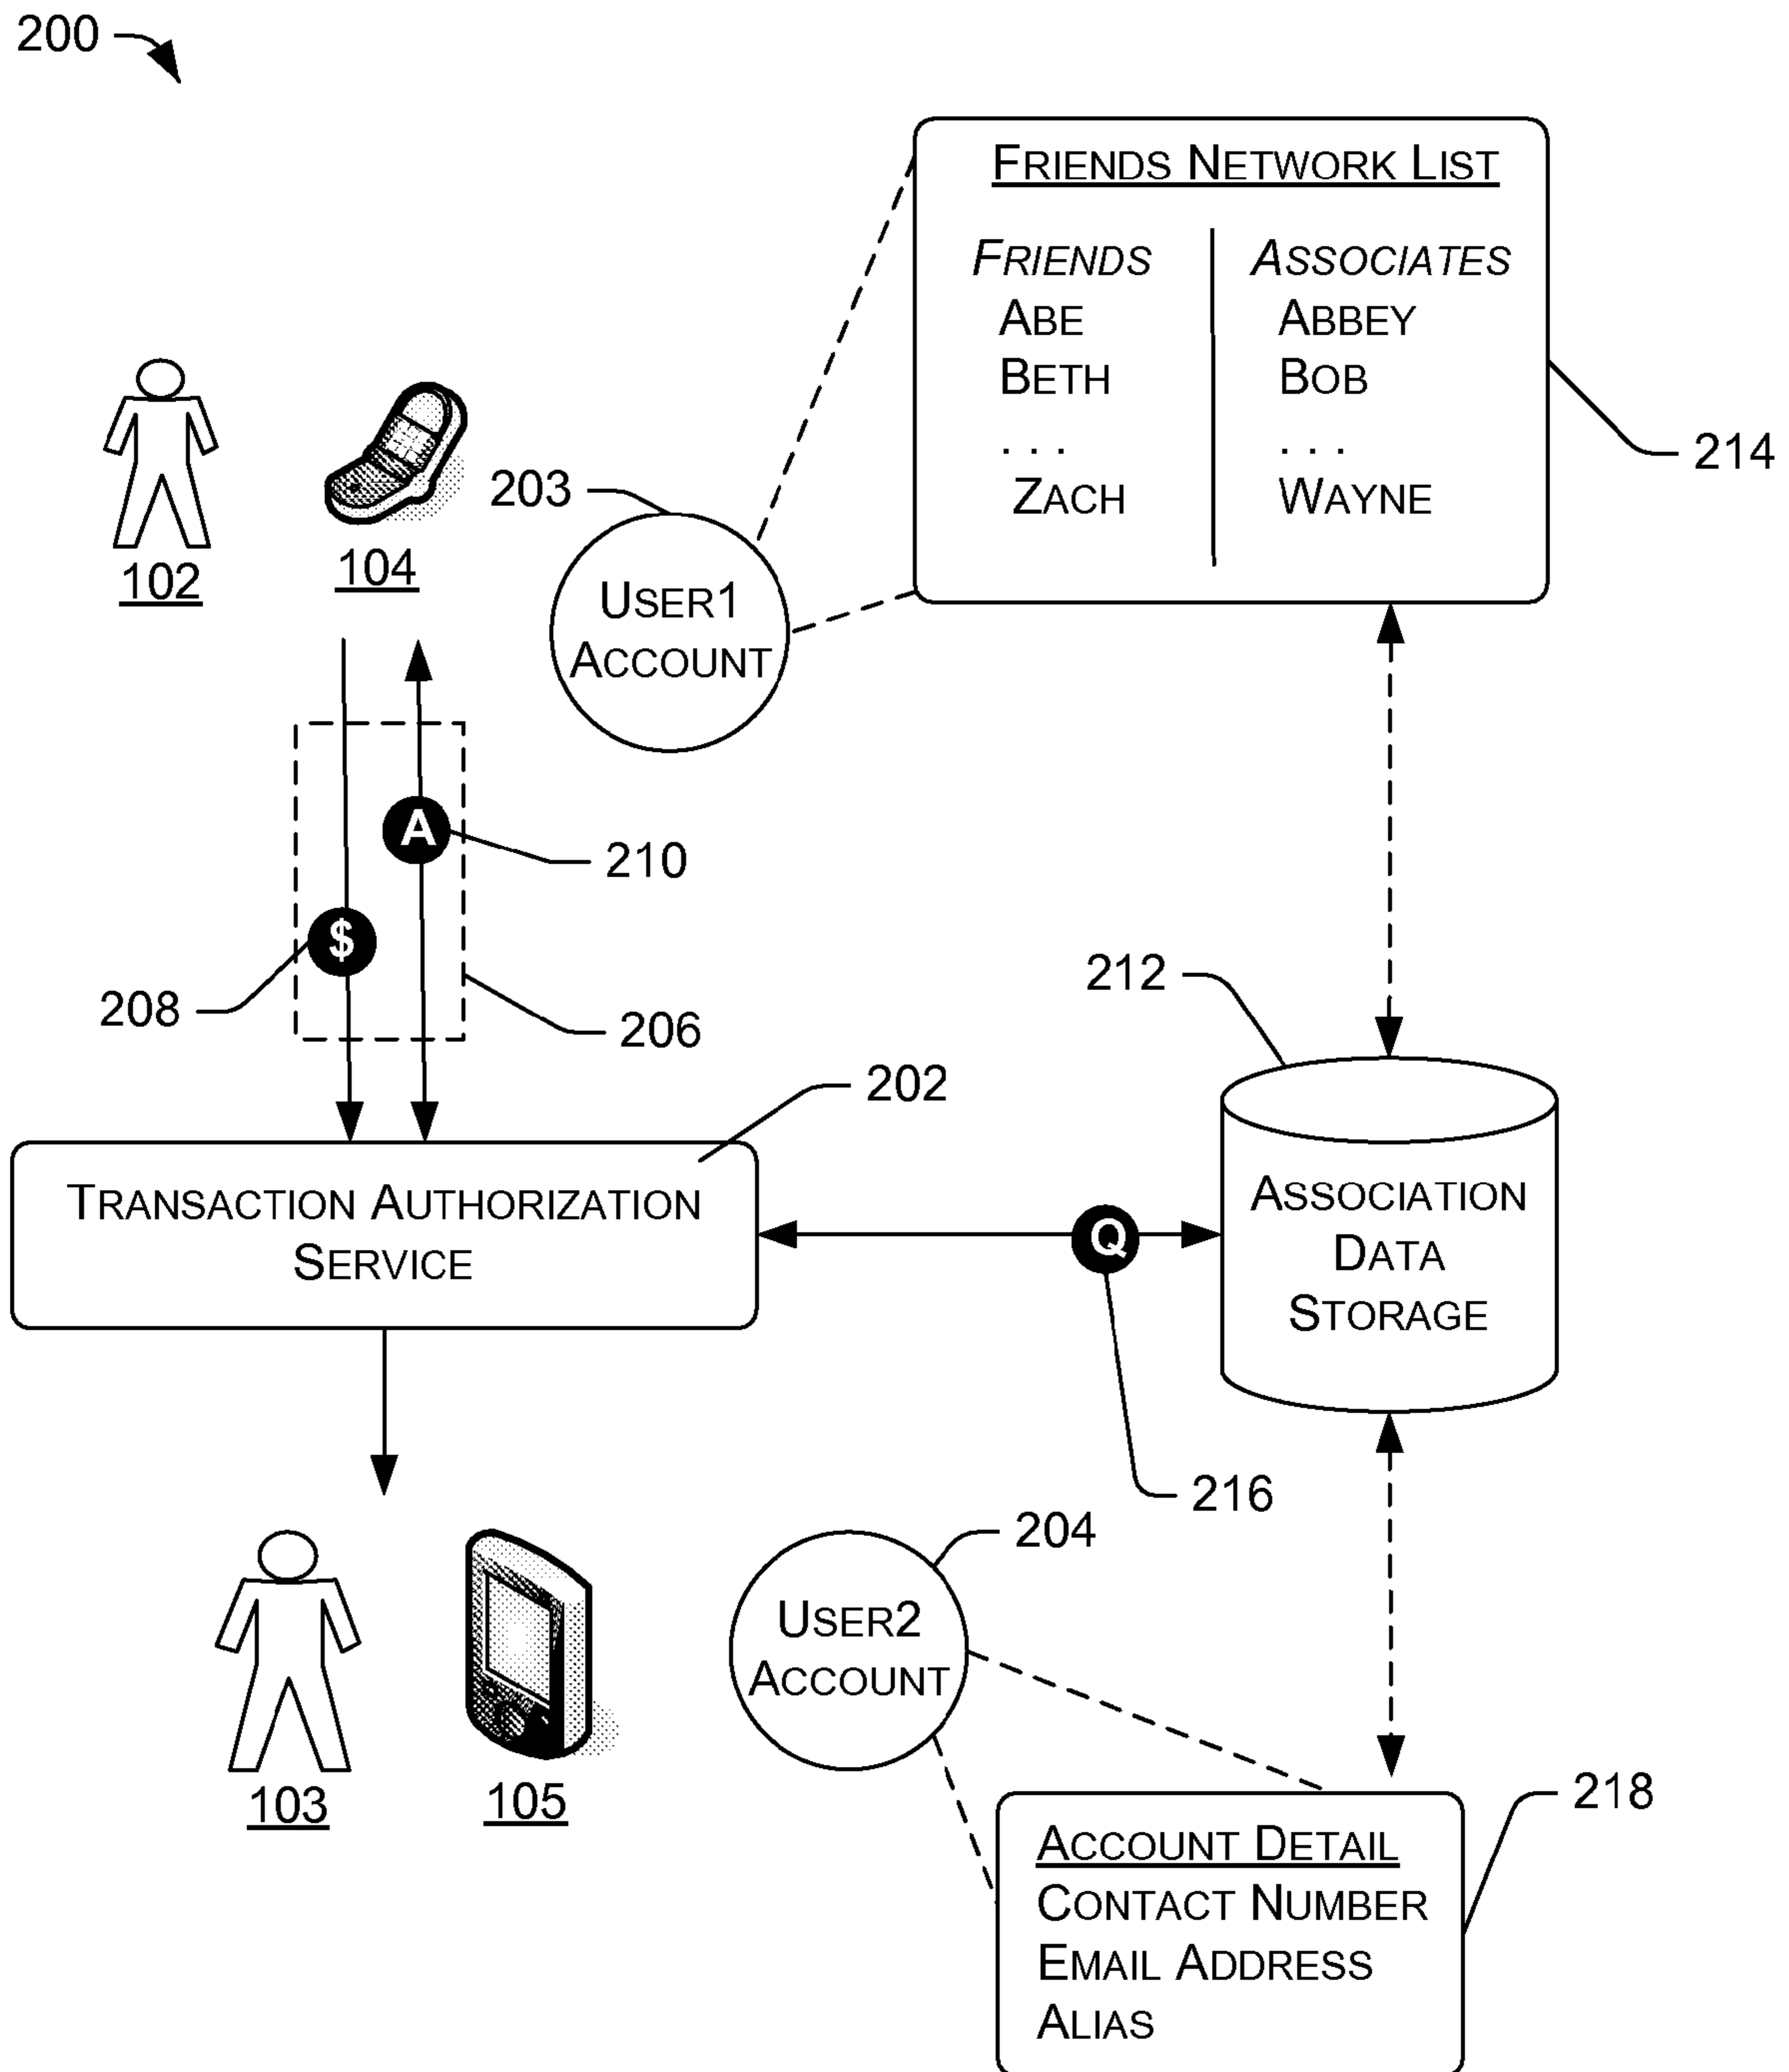 200
FRIENDS NETWORK LIST
FRIENDS ASSOCIATES
ABE ABBEY
BETH BOB
. . . . . .
ZACH WAYNE
214
102
104
203
USER1
ACCOUNT
A
210
$
208
206
212
202
TRANSACTION AUTHORIZATION
SERVICE
Q
216
ASSOCIATION
DATA
STORAGE
103
105
204
USER2
ACCOUNT
218
ACCOUNT DETAIL
CONTACT NUMBER
EMAIL ADDRESS
ALIAS